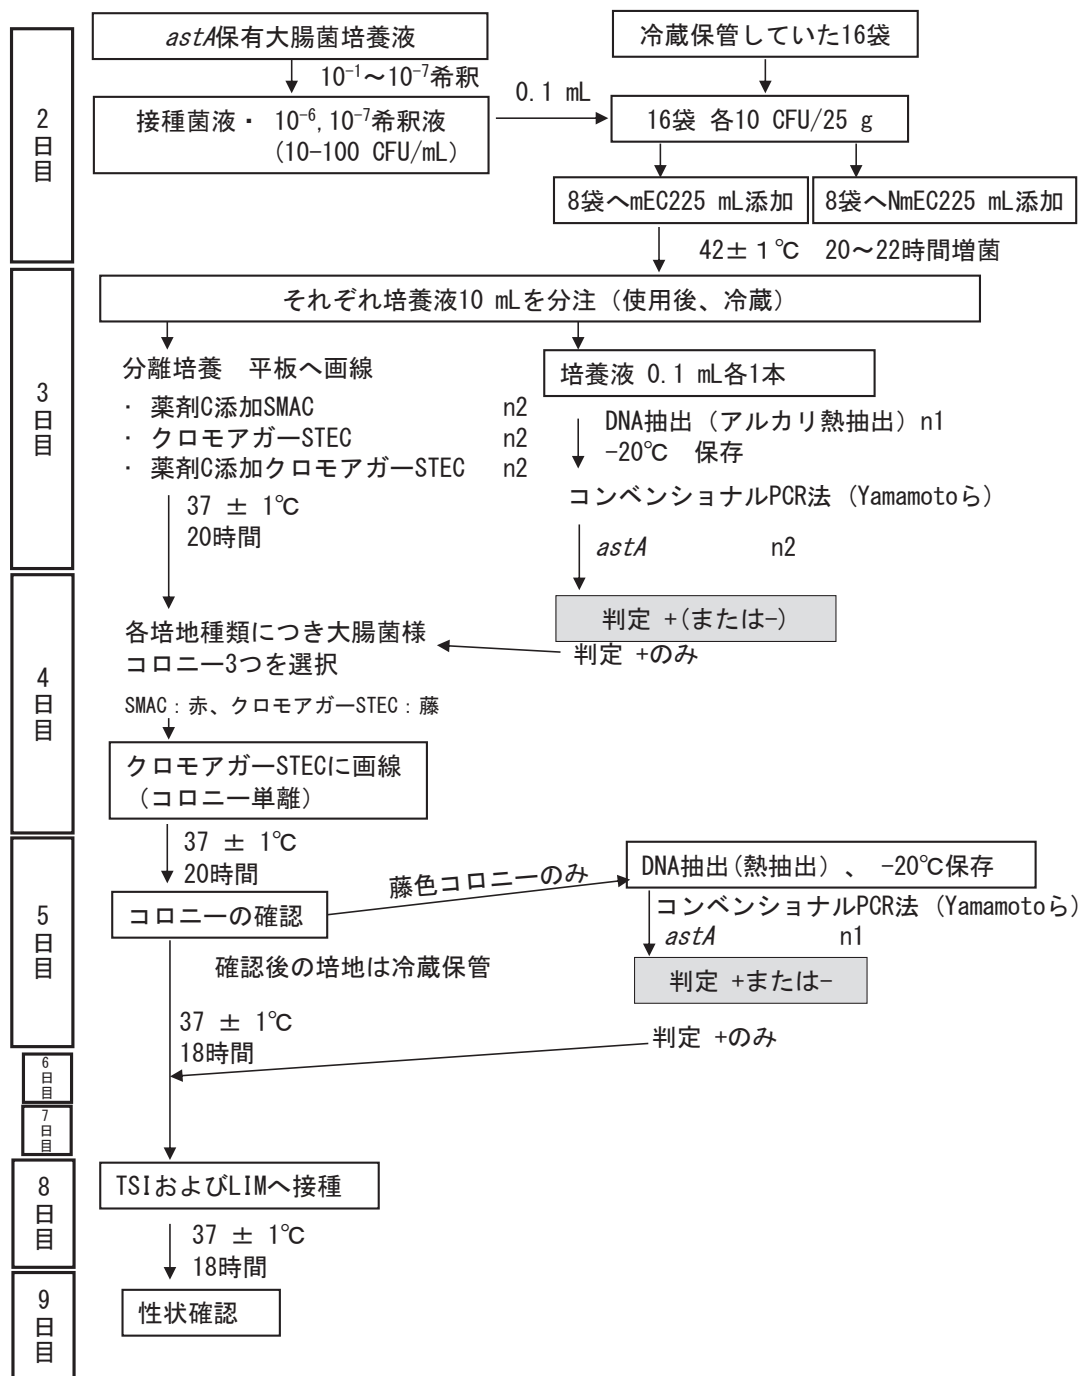 2日目
astA保有大腸菌培養液
冷蔵保管していた16袋
10⁻¹～10⁻⁷希釈
接種菌液・ 10⁻⁶,10⁻⁷希釈液
(10-100 CFU/mL)
0.1 mL
16袋 各10 CFU/25 g
8袋へmEC225 mL添加
8袋へNmEC225 mL添加
42± 1℃ 20～22時間増菌
3日目
それぞれ培養液10 mLを分注（使用後、冷蔵）
分離培養 平板へ画線
・ 薬剤C添加SMAC n2
・ クロモアガーSTEC n2
・ 薬剤C添加クロモアガーSTEC n2
37 ± 1℃
20時間
培養液 0.1 mL各1本
DNA抽出（アルカリ熱抽出）n1
-20℃ 保存
コンベンショナルPCR法（Yamamotoら）
astA n2
4日目
判定 +(または-)
判定 +のみ
各培地種類につき大腸菌様
コロニー3つを選択
SMAC：赤、クロモアガーSTEC：藤
クロモアガーSTECに画線
（コロニー単離）
37 ± 1℃
20時間
5日目
コロニーの確認
藤色コロニーのみ
DNA抽出(熱抽出)、 -20℃保存
コンベンショナルPCR法（Yamamotoら）
astA n1
判定 +または-
確認後の培地は冷蔵保管
37 ± 1℃
18時間
判定 +のみ
6日目
7日目
8日目
TSIおよびLIMへ接種
37 ± 1℃
18時間
9日目
性状確認